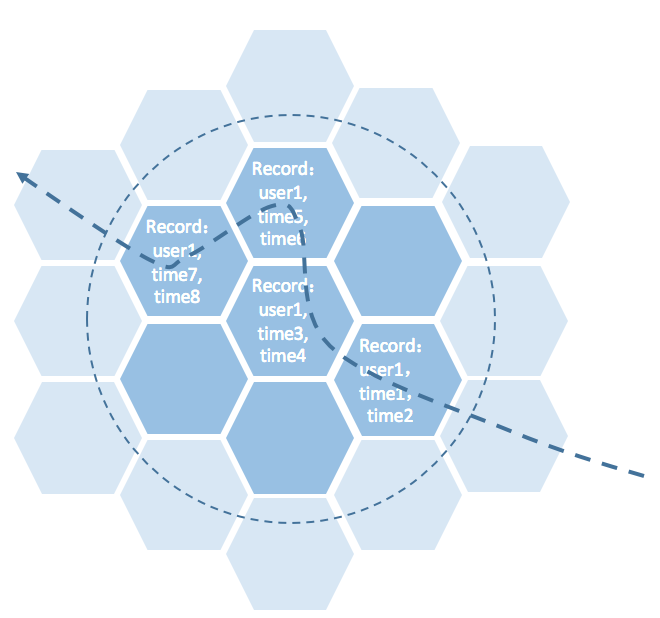 Record：
user1,
time5,
time6
Record：
user1,
time7,
time8
Record：
user1,
time3,
time4
Record：
user1，
time1，
time2